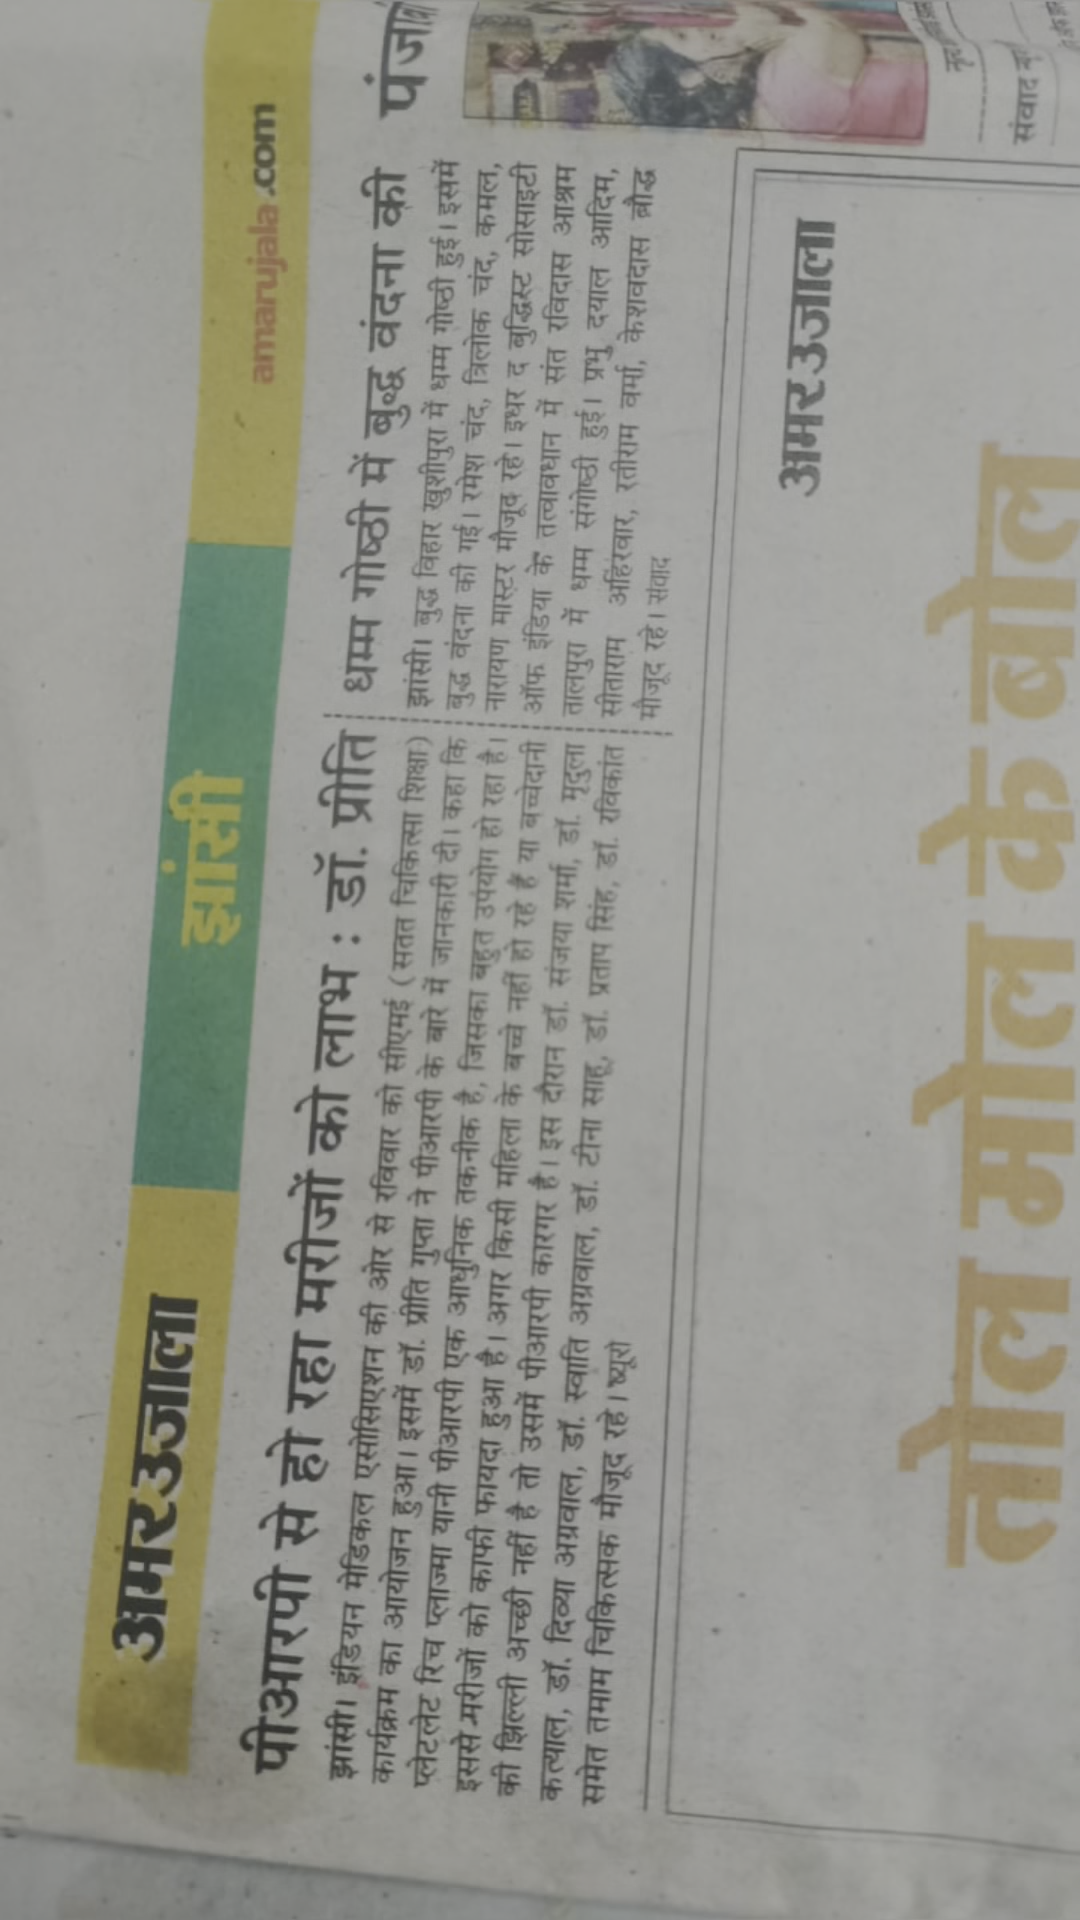 अमरउजाला
झांसी
amarujala.com
पीआरपी से हो रहा मरीजों को लाभ : डॉ. प्रीति
झांसी। इंडियन मेडिकल एसोसिएशन की ओर से रविवार को सीएमई (सतत चिकित्सा शिक्षा)
कार्यक्रम का आयोजन हुआ। इसमें डॉ. प्रीति गुप्ता ने पीआरपी के बारे में जानकारी दी। कहा कि
प्लेटलेट रिच प्लाज्मा यानी पीआरपी एक आधुनिक तकनीक है, जिसका बहुत उपयोग हो रहा है।
इससे मरीजों को काफी फायदा हुआ है। अगर किसी महिला के बच्चे नहीं हो रहे हैं या बच्चेदानी
की झिल्ली अच्छी नहीं है तो उसमें पीआरपी कारगर है। इस दौरान डॉ. संजया शर्मा, डॉ. मृदुला
कत्याल, डॉ. दिव्या अग्रवाल, डॉ. स्वाति अग्रवाल, डॉ. टीना साहू, डॉ. प्रताप सिंह, डॉ. रविकांत
समेत तमाम चिकित्सक मौजूद रहे। ब्यूरो
धम्म गोष्ठी में बुद्ध वंदना की
झांसी। बुद्ध विहार खुशीपुरा में धम्म गोष्ठी हुई। इसमें
बुद्ध वंदना की गई। रमेश चंद, त्रिलोक चंद, कमल,
नारायण मास्टर मौजूद रहे। इधर द बुद्धिस्ट सोसाइटी
ऑफ इंडिया के तत्वावधान में संत रविदास आश्रम
तालपुरा में धम्म संगोष्ठी हुई। प्रभु दयाल आदिम,
सीताराम अहिरवार, रतीराम वर्मा, केशवदास बौद्ध
मौजूद रहे। संवाद
संवाद
अमरउजाला
तोल मोल के बोल